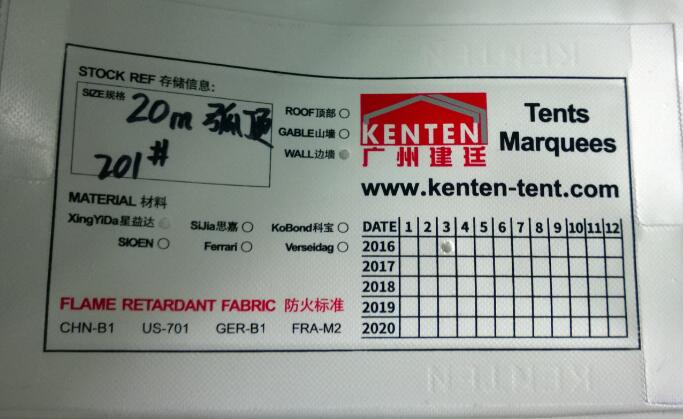 STOCK REF 存储信息:
SIZE规格
20m 弧顶
201#
ROOF顶部
GABLE山墙
WALL边墙
KENTEN
广州建廷
Tents
Marquees
www.kenten-tent.com
MATERIAL 材料
XingYiDa星益达 SiJia思嘉 KoBond科宝
SIOEN Ferrari Verseidag
DATE 1 2 3 4 5 6 7 8 9 10 11 12
2016
2017
2018
2019
2020
FLAME RETARDANT FABRIC 防火标准
CHN-B1 US-701 GER-B1 FRA-M2
KENTEN
KENTEN